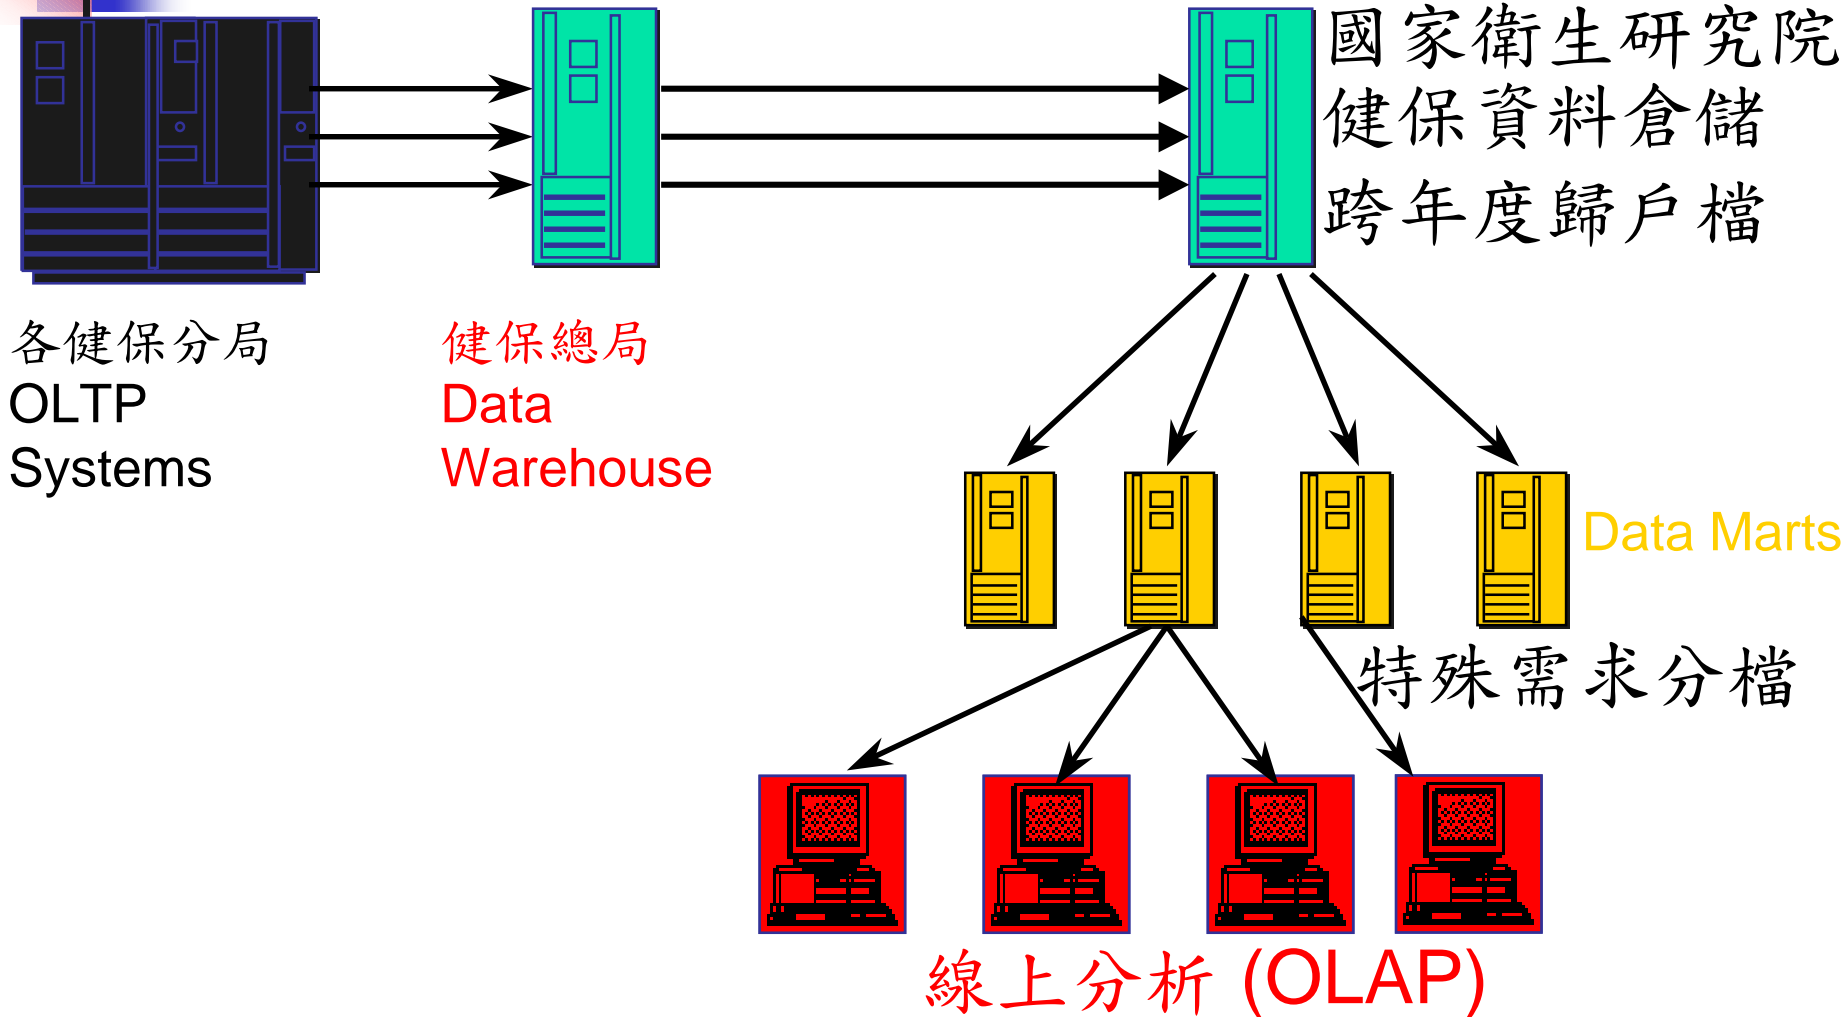 國家衛生研究院
健保資料倉儲
跨年度歸戶檔
各健保分局
OLTP
Systems
健保總局
Data
Warehouse
Data Marts
特殊需求分檔
線上分析 (OLAP)